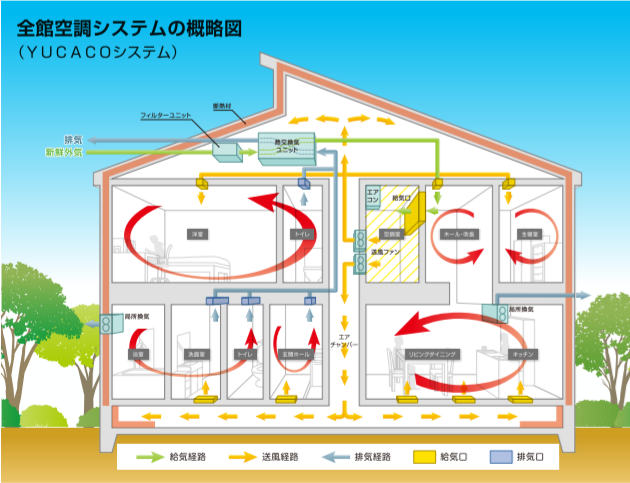 全館空調システムの概略図
（YUCACOシステム）
断熱材
フィルターユニット
排気
新鮮外気
熱交換気
ユニット
エア
コン
給気口
洋室
トイレ
空調室
ホール・洗面
主寝室
送風ファン
局所換気
局所換気
エア
チャンバー
浴室
洗面室
トイレ
玄関ホール
リビングダイニング
キッチン
給気経路
送風経路
排気経路
給気口
排気口